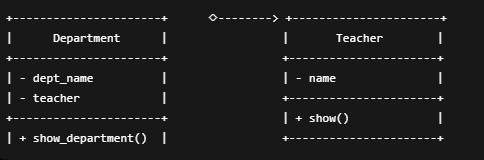 Department
Teacher
- dept_name
- teacher
- name
+ show_department()
+ show()